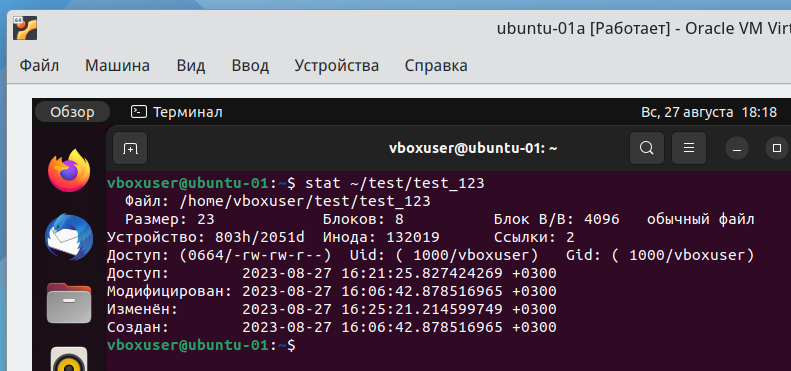 ubuntu-01a [Работает] - Oracle VM Virt
Файл Машина Вид Ввод Устройства Справка
Обзор Терминал Вс, 27 августа 18:18
vboxuser@ubuntu-01: ~
vboxuser@ubuntu-01:~$ stat ~/test/test_123
Файл: /home/vboxuser/test/test_123
Размер: 23 Блоков: 8 Блок В/В: 4096 обычный файл
Устройство: 803h/2051d Инода: 132019 Ссылки: 2
Доступ: (0664/-rw-rw-r--) Uid: ( 1000/vboxuser) Gid: ( 1000/vboxuser)
Доступ: 2023-08-27 16:21:25.827424269 +0300
Модифицирован: 2023-08-27 16:06:42.878516965 +0300
Изменён: 2023-08-27 16:25:21.214599749 +0300
Создан: 2023-08-27 16:06:42.878516965 +0300
vboxuser@ubuntu-01:~$